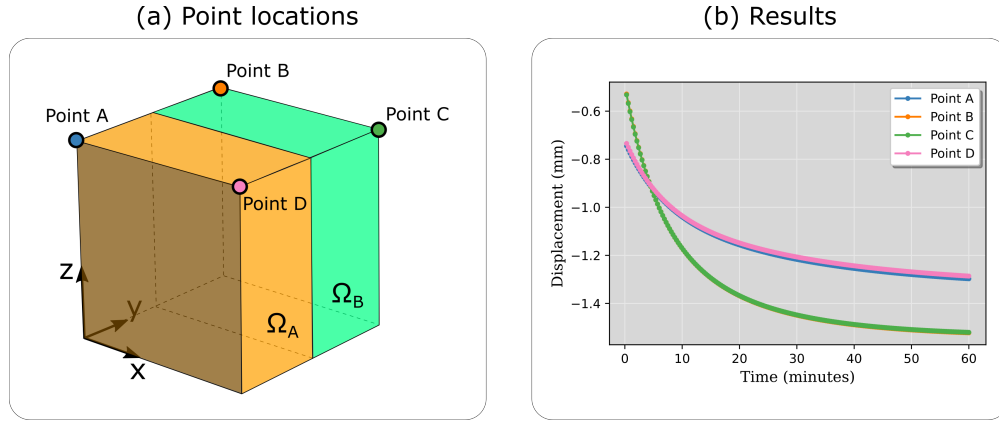 (a) Point locations
Point B
Point A
Point C
Point D
z
y
x
Ω_A
Ω_B
(b) Results
Point A
Point B
Point C
Point D
Displacement (mm)
−0.6
−0.8
−1.0
−1.2
−1.4
0 10 20 30 40 50 60
Time (minutes)